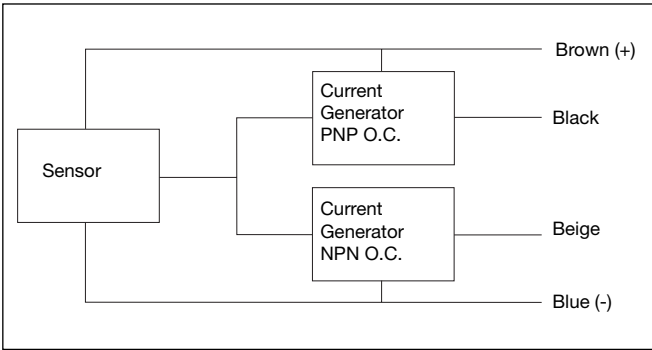 Brown (+)
Current
Generator
PNP O.C.
Black
Sensor
Current
Generator
NPN O.C.
Beige
Blue (-)